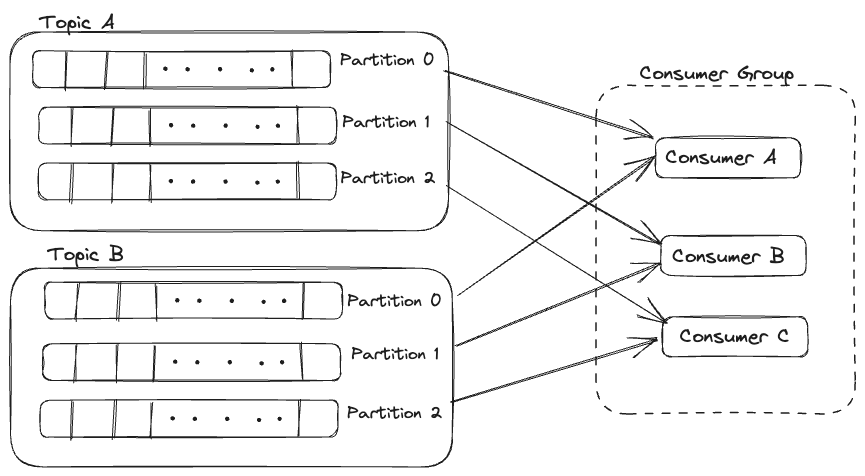 Topic A
Partition 0
Partition 1
Partition 2
Topic B
Partition 0
Partition 1
Partition 2
Consumer Group
Consumer A
Consumer B
Consumer C